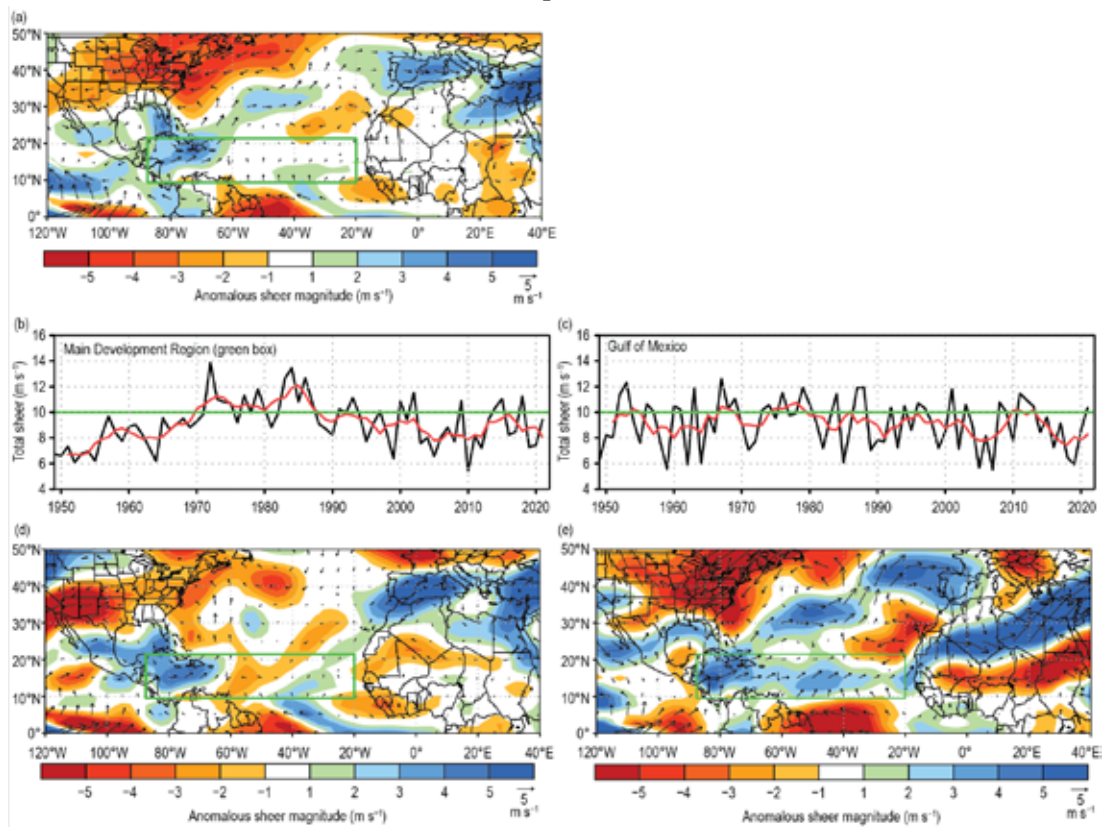 (a)
50°N
40°N
30°N
20°N
10°N
0°
120°W 100°W 80°W 60°W 40°W 20°W 0° 20°E 40°E
−5 −4 −3 −2 −1 1 2 3 4 5 5
Anomalous sheer magnitude (m s⁻¹) m s⁻¹
(b)
Main Development Region (green box)
Total sheer (m s⁻¹)
16
14
12
10
8
6
4
1950 1960 1970 1980 1990 2000 2010 2020
(c)
Gulf of Mexico
Total sheer (m s⁻¹)
16
14
12
10
8
6
4
1950 1960 1970 1980 1990 2000 2010 2020
(d)
50°N
40°N
30°N
20°N
10°N
0°
120°W 100°W 80°W 60°W 40°W 20°W 0° 20°E 40°E
−5 −4 −3 −2 −1 1 2 3 4 5 5
Anomalous sheer magnitude (m s⁻¹) m s⁻¹
(e)
50°N
40°N
30°N
20°N
10°N
0°
120°W 100°W 80°W 60°W 40°W 20°W 0° 20°E 40°E
−5 −4 −3 −2 −1 1 2 3 4 5 5
Anomalous sheer magnitude (m s⁻¹) m s⁻¹